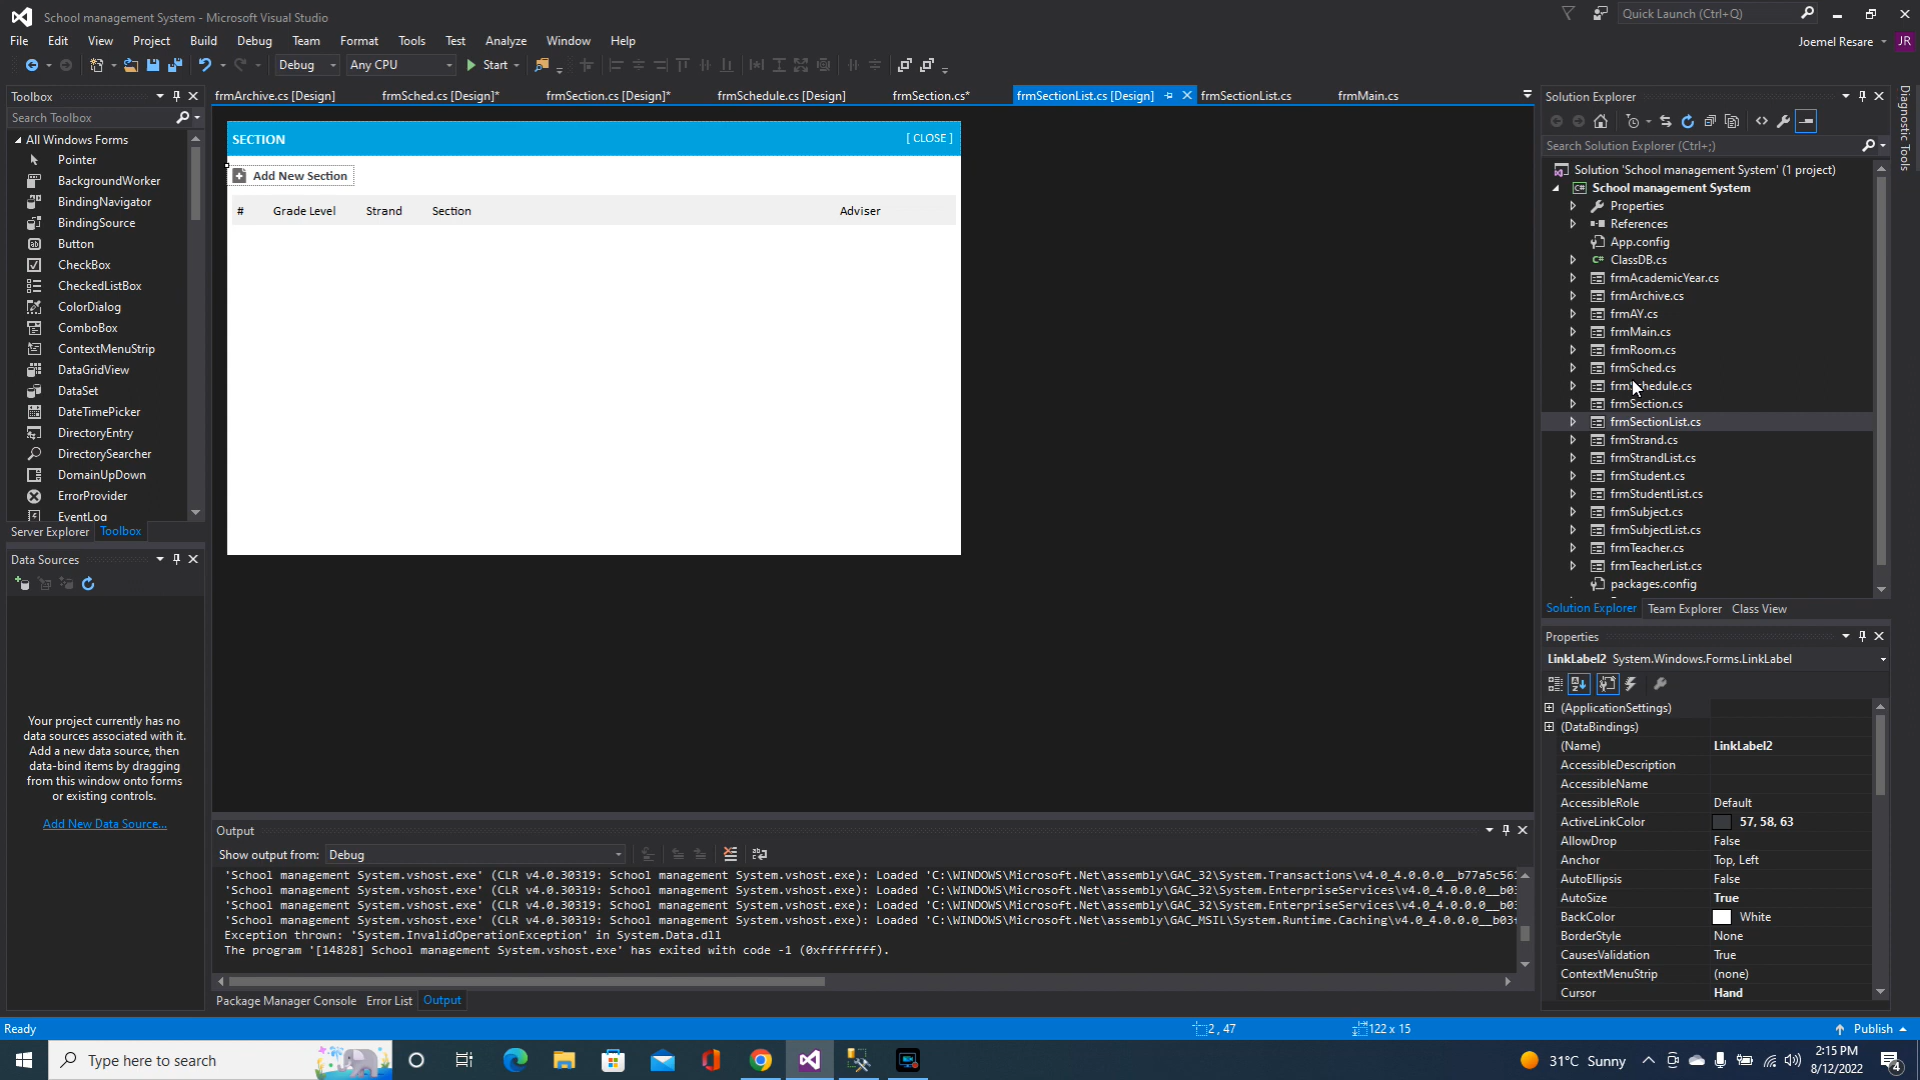 School management System - Microsoft Visual Studio
Quick Launch (Ctrl+Q)
File Edit View Project Build Debug Team Format Tools Test Analyze Window Help
Joemel Resare JR
Debug Any CPU Start
Toolbox
frmArchive.cs [Design] frmSched.cs [Design]* frmSection.cs [Design]* frmSchedule.cs [Design] frmSection.cs* frmSectionList.cs [Design] frmSectionList.cs frmMain.cs
Search Toolbox
All Windows Forms
Pointer
BackgroundWorker
BindingNavigator
BindingSource
Button
CheckBox
CheckedListBox
ColorDialog
ComboBox
ContextMenuStrip
DataGridView
DataSet
DateTimePicker
DirectoryEntry
DirectorySearcher
DomainUpDown
ErrorProvider
EventLog
Server Explorer Toolbox
Data Sources
Your project currently has no
data sources associated with it.
Add a new data source, then
data-bind items by dragging
from this window onto forms
or existing controls.
Add New Data Source...
SECTION [ CLOSE ]
Add New Section
# Grade Level Strand Section Adviser
Output
Show output from: Debug
'School management System.vshost.exe' (CLR v4.0.30319: School management System.vshost.exe): Loaded 'C:\WINDOWS\Microsoft.Net\assembly\GAC_32\System.Transactions\v4.0_4.0.0.0__b77a5c561
'School management System.vshost.exe' (CLR v4.0.30319: School management System.vshost.exe): Loaded 'C:\WINDOWS\Microsoft.Net\assembly\GAC_32\System.EnterpriseServices\v4.0_4.0.0.0__b03
'School management System.vshost.exe' (CLR v4.0.30319: School management System.vshost.exe): Loaded 'C:\WINDOWS\Microsoft.Net\assembly\GAC_32\System.EnterpriseServices\v4.0_4.0.0.0__b03
'School management System.vshost.exe' (CLR v4.0.30319: School management System.vshost.exe): Loaded 'C:\WINDOWS\Microsoft.Net\assembly\GAC_MSIL\System.Runtime.Caching\v4.0_4.0.0.0__b03
Exception thrown: 'System.InvalidOperationException' in System.Data.dll
The program '[14828] School management System.vshost.exe' has exited with code -1 (0xffffffff).
Package Manager Console Error List Output
Solution Explorer
Search Solution Explorer (Ctrl+;)
Solution 'School management System' (1 project)
School management System
Properties
References
App.config
ClassDB.cs
frmAcademicYear.cs
frmArchive.cs
frmAY.cs
frmMain.cs
frmRoom.cs
frmSched.cs
frmSchedule.cs
frmSection.cs
frmSectionList.cs
frmStrand.cs
frmStrandList.cs
frmStudent.cs
frmStudentList.cs
frmSubject.cs
frmSubjectList.cs
frmTeacher.cs
frmTeacherList.cs
packages.config
Solution Explorer Team Explorer Class View
Properties
LinkLabel2 System.Windows.Forms.LinkLabel
(ApplicationSettings)
(DataBindings)
(Name) LinkLabel2
AccessibleDescription
AccessibleName
AccessibleRole Default
ActiveLinkColor 57, 58, 63
AllowDrop False
Anchor Top, Left
AutoEllipsis False
AutoSize True
BackColor White
BorderStyle None
CausesValidation True
ContextMenuStrip (none)
Cursor Hand
Diagnostic Tools
Ready 2 , 47 122 x 15 Publish
Type here to search
31°C Sunny
2:15 PM
8/12/2022
4